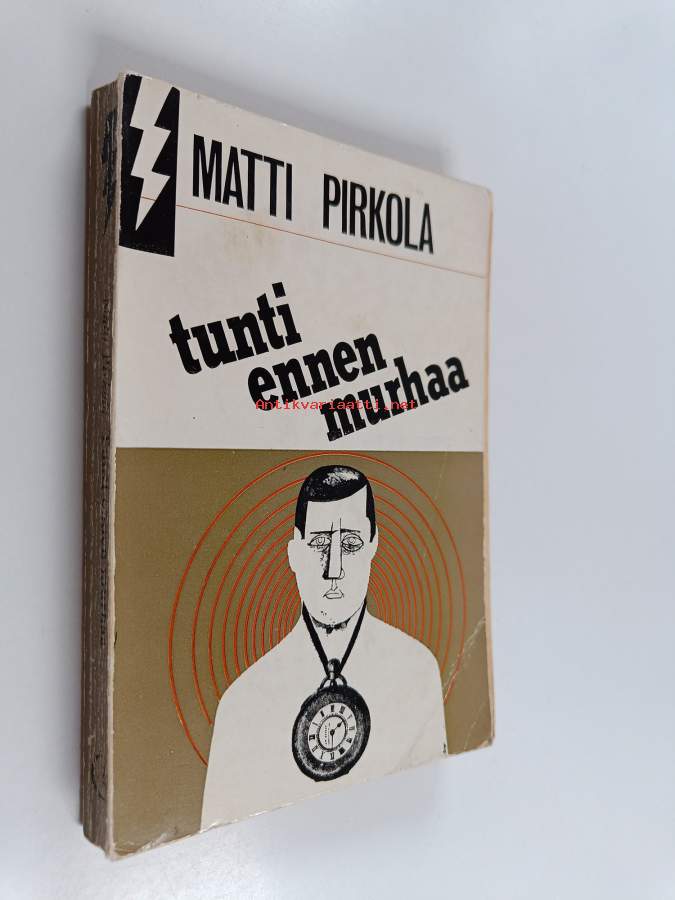 MATTI PIRKOLA
tunti
ennen
murhaa
Antikvariaatti.net